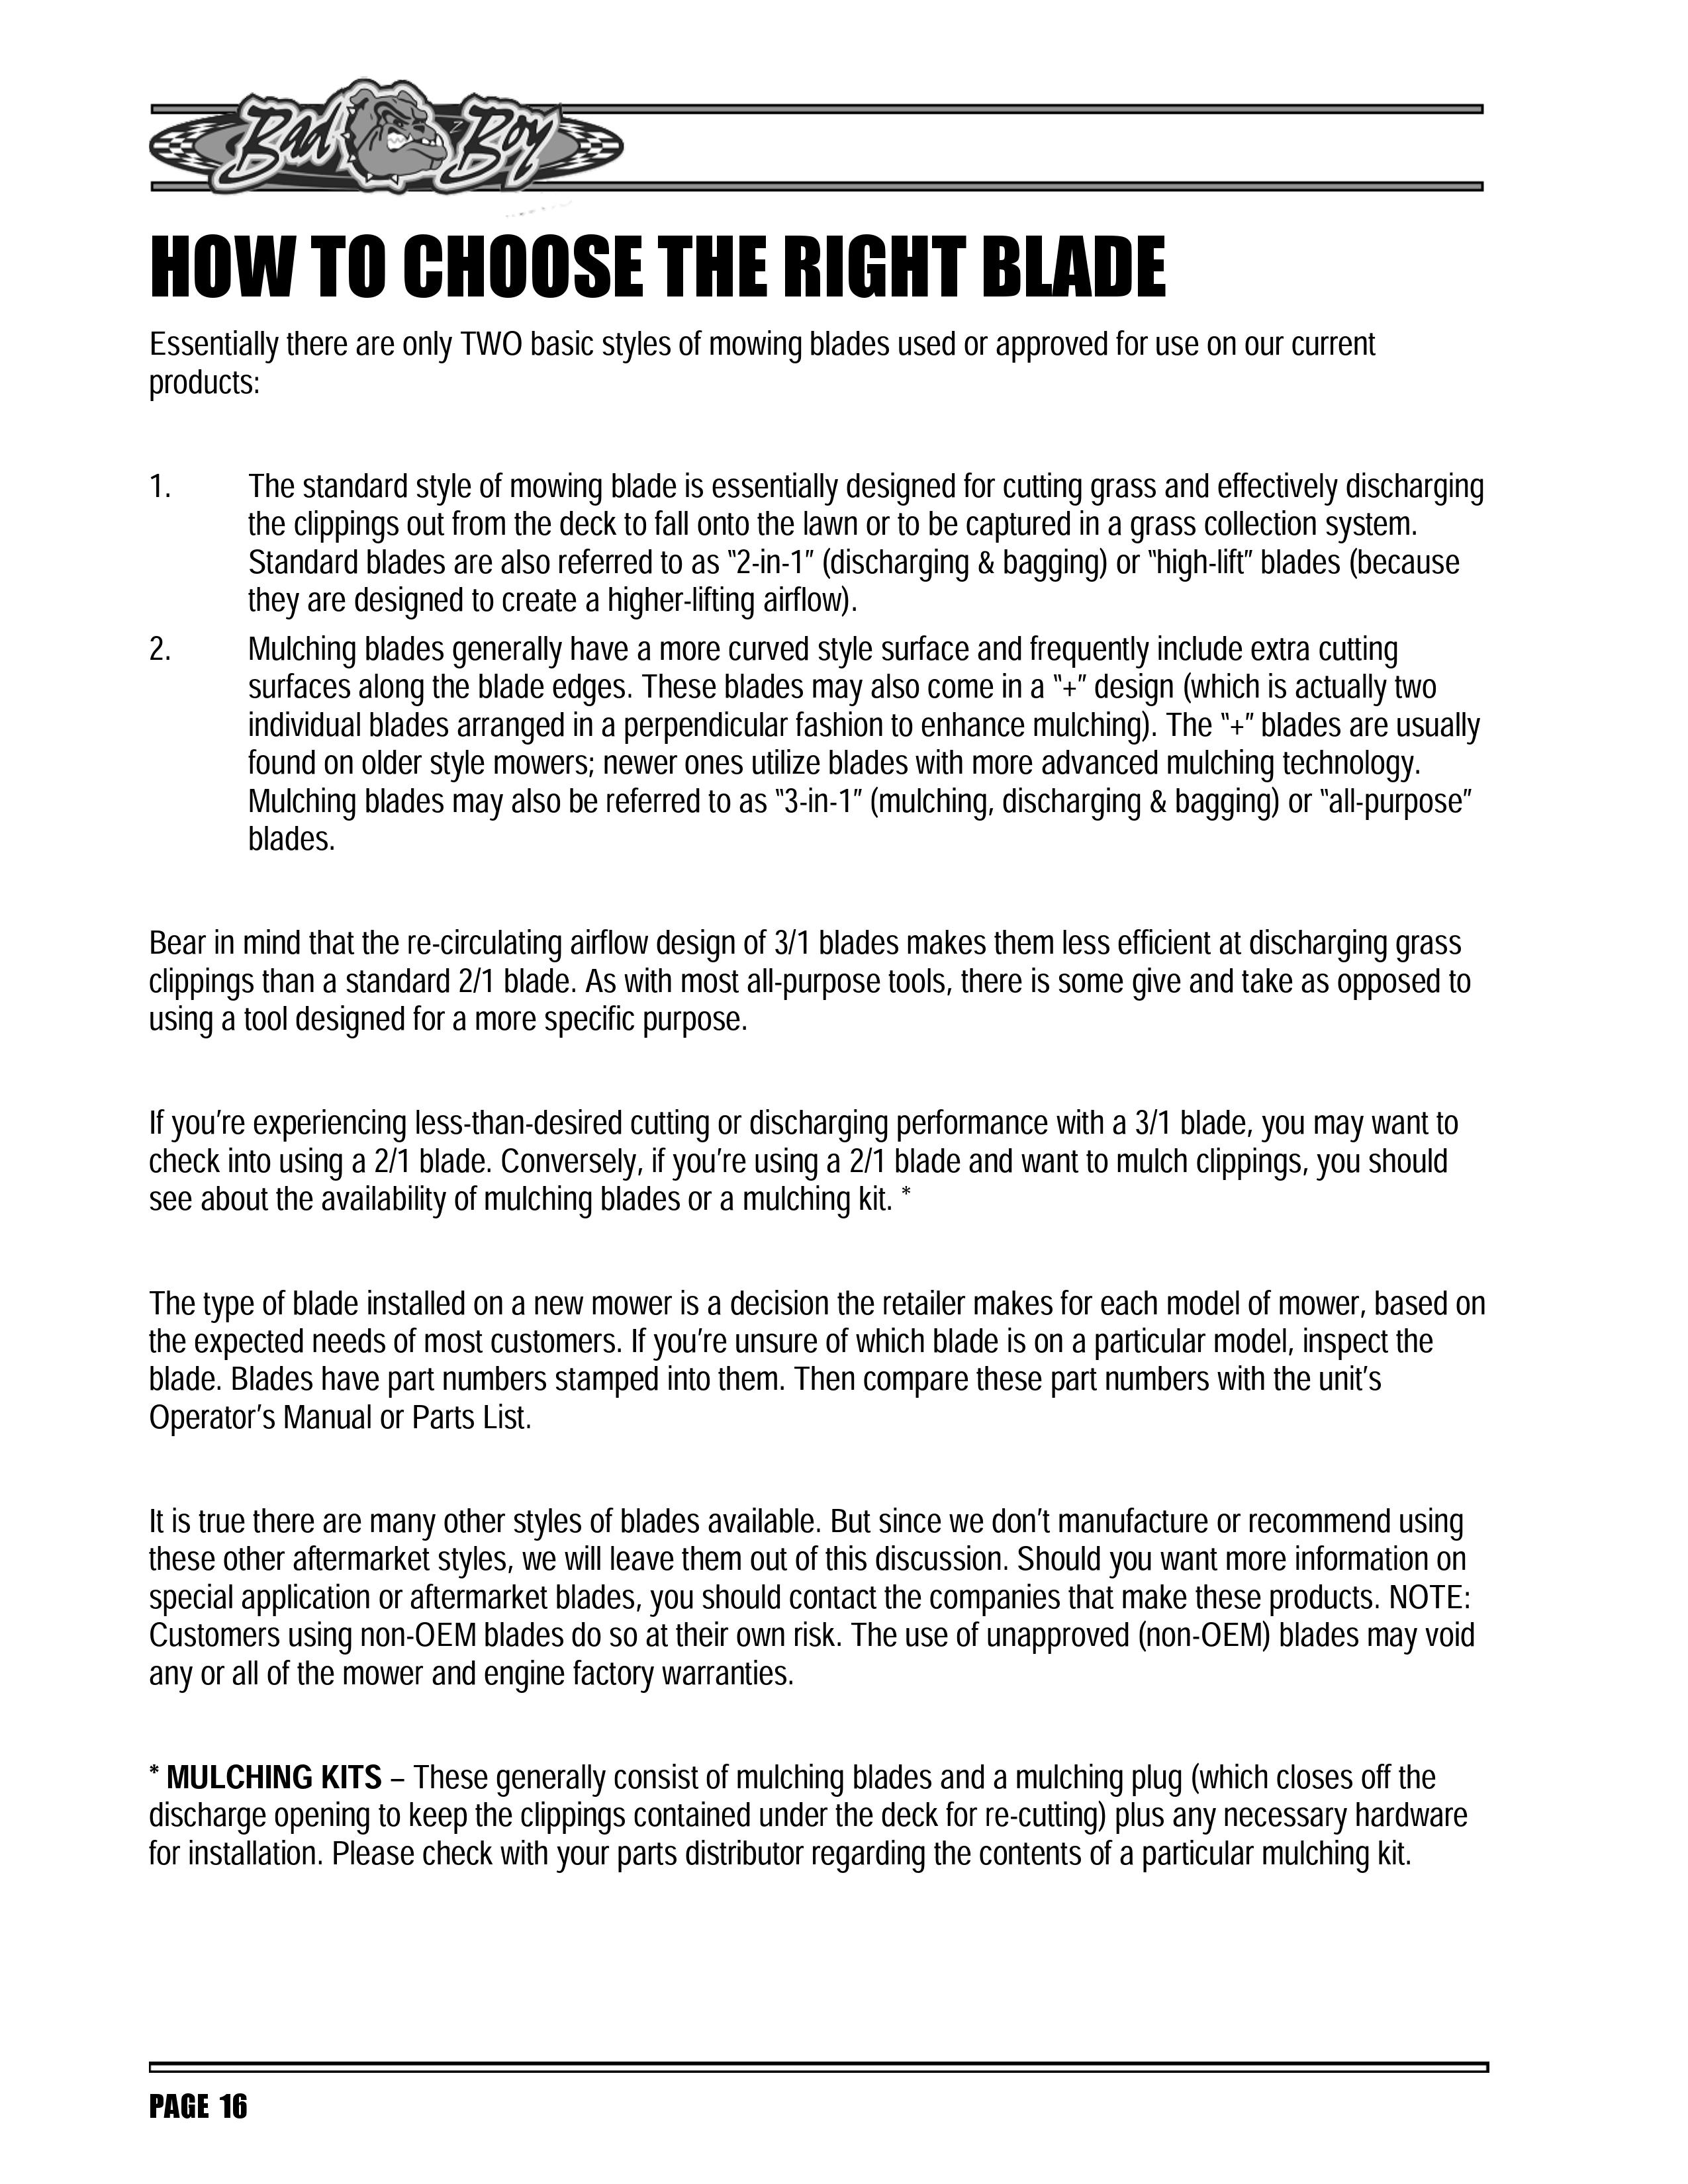 Bad Boy
HOW TO CHOOSE THE RIGHT BLADE
Essentially there are only TWO basic styles of mowing blades used or approved for use on our current
products:
1. The standard style of mowing blade is essentially designed for cutting grass and effectively discharging
the clippings out from the deck to fall onto the lawn or to be captured in a grass collection system.
Standard blades are also referred to as “2-in-1” (discharging & bagging) or “high-lift” blades (because
they are designed to create a higher-lifting airflow).
2. Mulching blades generally have a more curved style surface and frequently include extra cutting
surfaces along the blade edges. These blades may also come in a “+” design (which is actually two
individual blades arranged in a perpendicular fashion to enhance mulching). The “+” blades are usually
found on older style mowers; newer ones utilize blades with more advanced mulching technology.
Mulching blades may also be referred to as “3-in-1” (mulching, discharging & bagging) or “all-purpose”
blades.
Bear in mind that the re-circulating airflow design of 3/1 blades makes them less efficient at discharging grass
clippings than a standard 2/1 blade. As with most all-purpose tools, there is some give and take as opposed to
using a tool designed for a more specific purpose.
If you’re experiencing less-than-desired cutting or discharging performance with a 3/1 blade, you may want to
check into using a 2/1 blade. Conversely, if you’re using a 2/1 blade and want to mulch clippings, you should
see about the availability of mulching blades or a mulching kit. *
The type of blade installed on a new mower is a decision the retailer makes for each model of mower, based on
the expected needs of most customers. If you’re unsure of which blade is on a particular model, inspect the
blade. Blades have part numbers stamped into them. Then compare these part numbers with the unit’s
Operator’s Manual or Parts List.
It is true there are many other styles of blades available. But since we don’t manufacture or recommend using
these other aftermarket styles, we will leave them out of this discussion. Should you want more information on
special application or aftermarket blades, you should contact the companies that make these products. NOTE:
Customers using non-OEM blades do so at their own risk. The use of unapproved (non-OEM) blades may void
any or all of the mower and engine factory warranties.
* MULCHING KITS – These generally consist of mulching blades and a mulching plug (which closes off the
discharge opening to keep the clippings contained under the deck for re-cutting) plus any necessary hardware
for installation. Please check with your parts distributor regarding the contents of a particular mulching kit.
PAGE 16